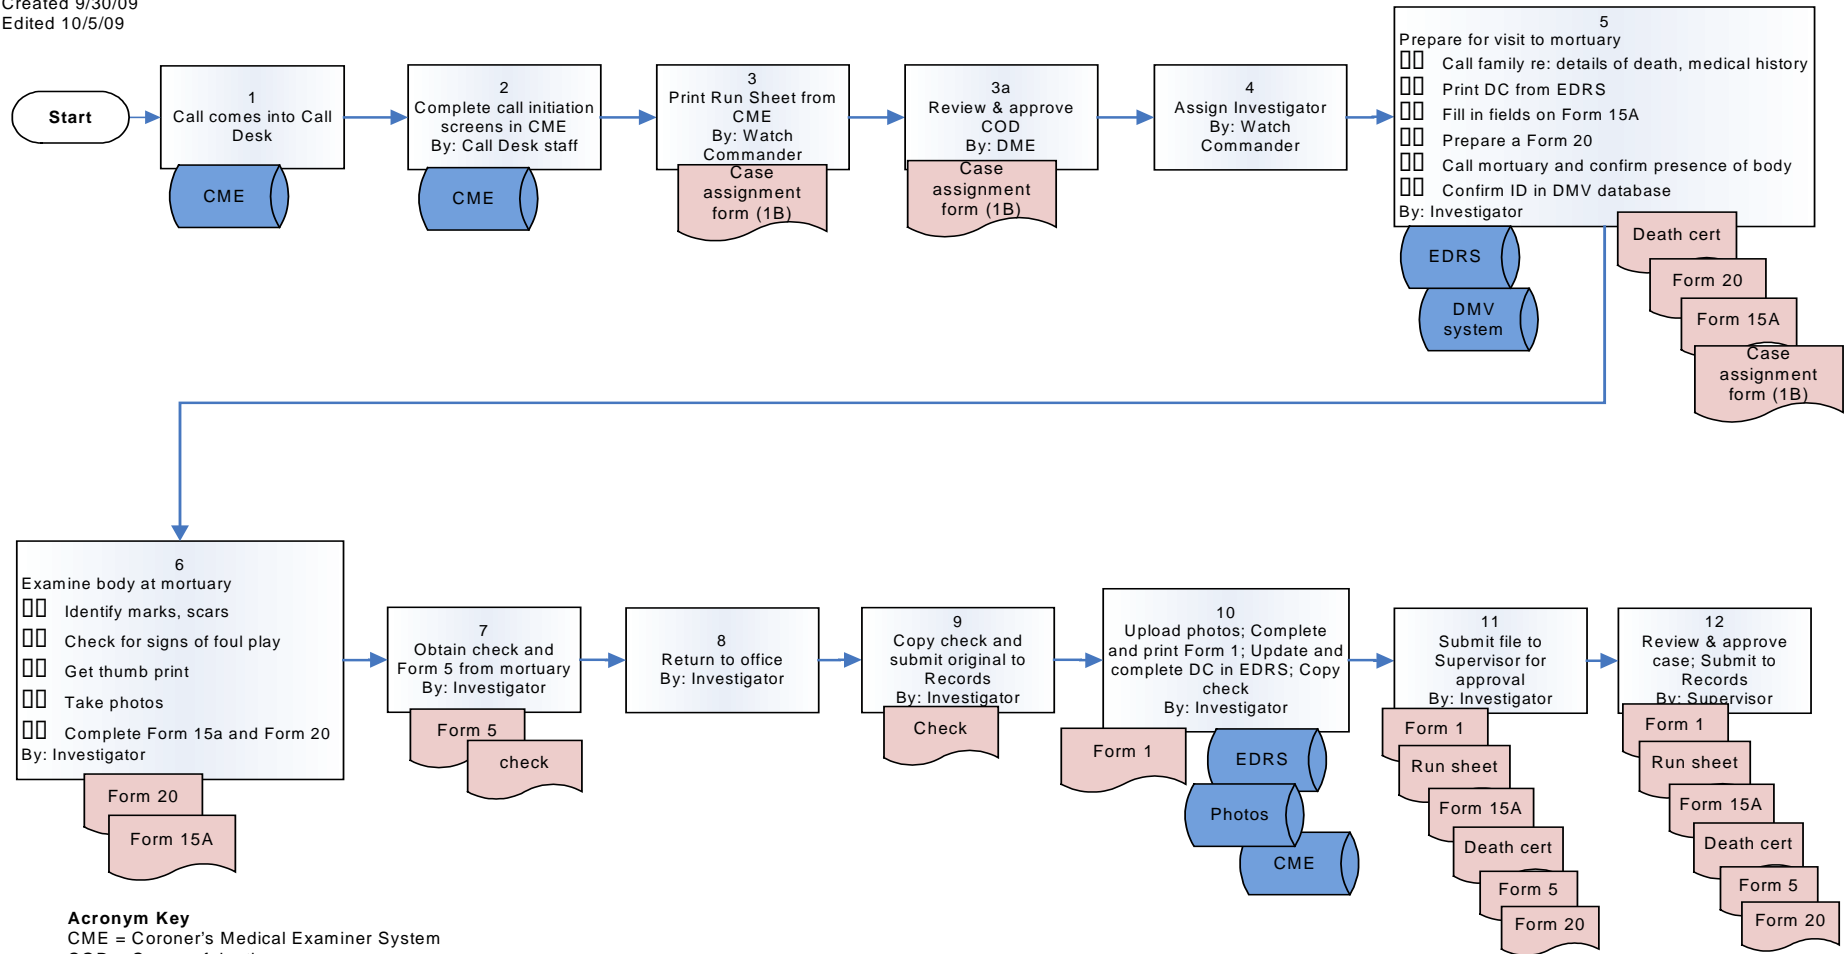 Created 9/30/09
Edited 10/5/09
Start
1
Call comes into Call
Desk
CME
2
Complete call initiation
screens in CME
By: Call Desk staff
CME
3
Print Run Sheet from
CME
By: Watch
Commander
Case
assignment
form (1B)
3a
Review & approve
COD
By: DME
Case
assignment
form (1B)
4
Assign Investigator
By: Watch
Commander
5
Prepare for visit to mortuary
Call family re: details of death, medical history
Print DC from EDRS
Fill in fields on Form 15A
Prepare a Form 20
Call mortuary and confirm presence of body
Confirm ID in DMV database
By: Investigator
EDRS
DMV
system
Death cert
Form 20
Form 15A
Case
assignment
form (1B)
6
Examine body at mortuary
Identify marks, scars
Check for signs of foul play
Get thumb print
Take photos
Complete Form 15a and Form 20
By: Investigator
Form 20
Form 15A
7
Obtain check and
Form 5 from mortuary
By: Investigator
Form 5
check
8
Return to office
By: Investigator
9
Copy check and
submit original to
Records
By: Investigator
Check
10
Upload photos; Complete
and print Form 1; Update and
complete DC in EDRS; Copy
check
By: Investigator
Form 1
EDRS
Photos
CME
11
Submit file to
Supervisor for
approval
By: Investigator
Form 1
Run sheet
Form 15A
Death cert
Form 5
Form 20
12
Review & approve
case; Submit to
Records
By: Supervisor
Form 1
Run sheet
Form 15A
Death cert
Form 5
Form 20
Acronym Key
CME = Coroner's Medical Examiner System